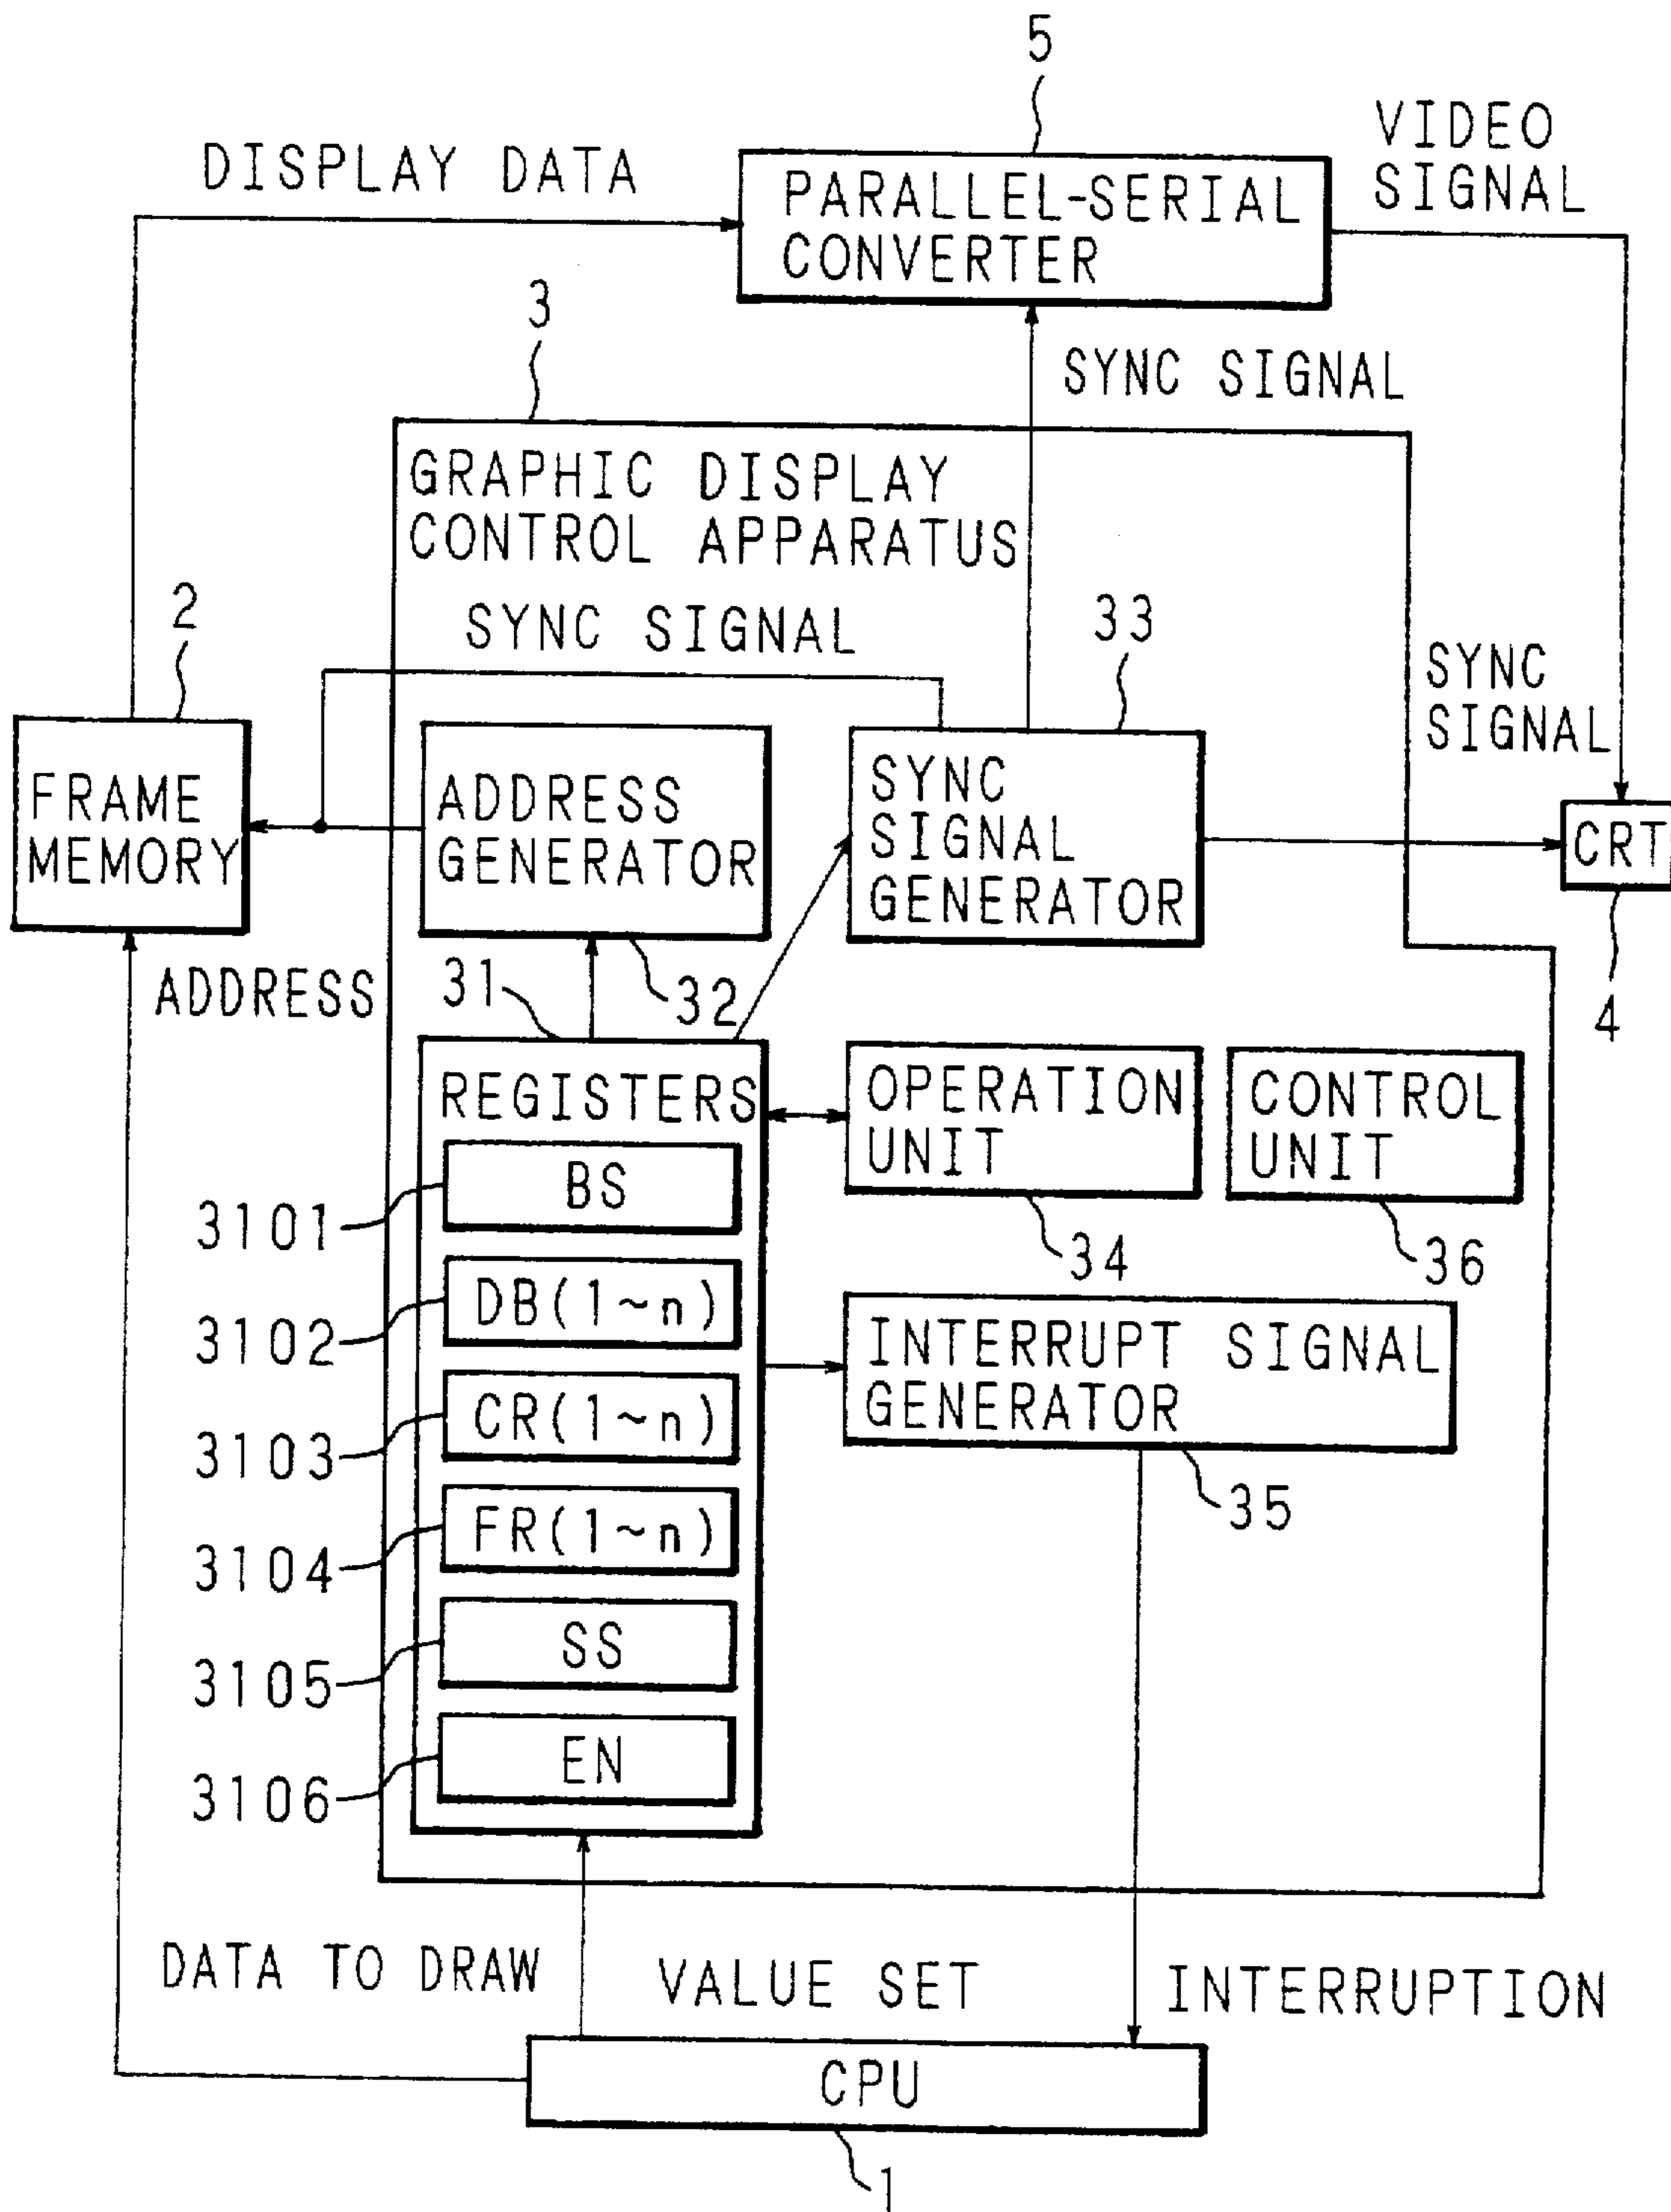 5
VIDEO
SIGNAL
DISPLAY DATA
PARALLEL-SERIAL
CONVERTER
3
SYNC SIGNAL
GRAPHIC DISPLAY
CONTROL APPARATUS
2
SYNC SIGNAL
33
SYNC
SIGNAL
FRAME
MEMORY
ADDRESS
GENERATOR
SYNC
SIGNAL
GENERATOR
CRT
ADDRESS
31
32
4
REGISTERS
OPERATION
UNIT
CONTROL
UNIT
BS
3101
34
36
DB(1~n)
3102
INTERRUPT SIGNAL
GENERATOR
CR(1~n)
3103
35
FR(1~n)
3104
SS
3105
EN
3106
DATA TO DRAW
VALUE SET
INTERRUPTION
CPU
1